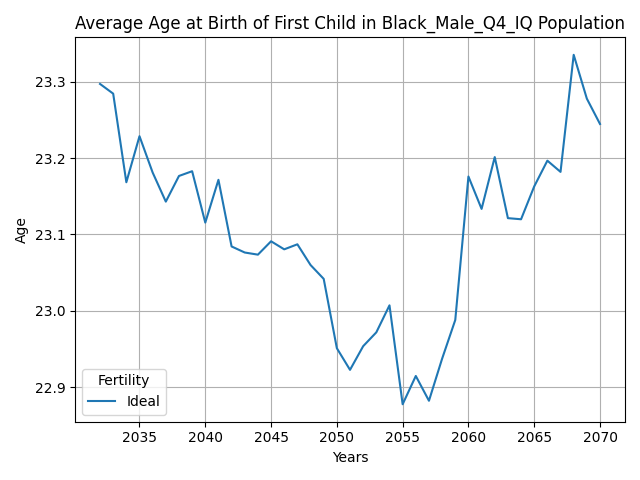 Average Age at Birth of First Child in Black_Male_Q4_IQ Population
Age
23.3
23.2
23.1
23.0
22.9
Fertility
Ideal
2035 2040 2045 2050 2055 2060 2065 2070
Years